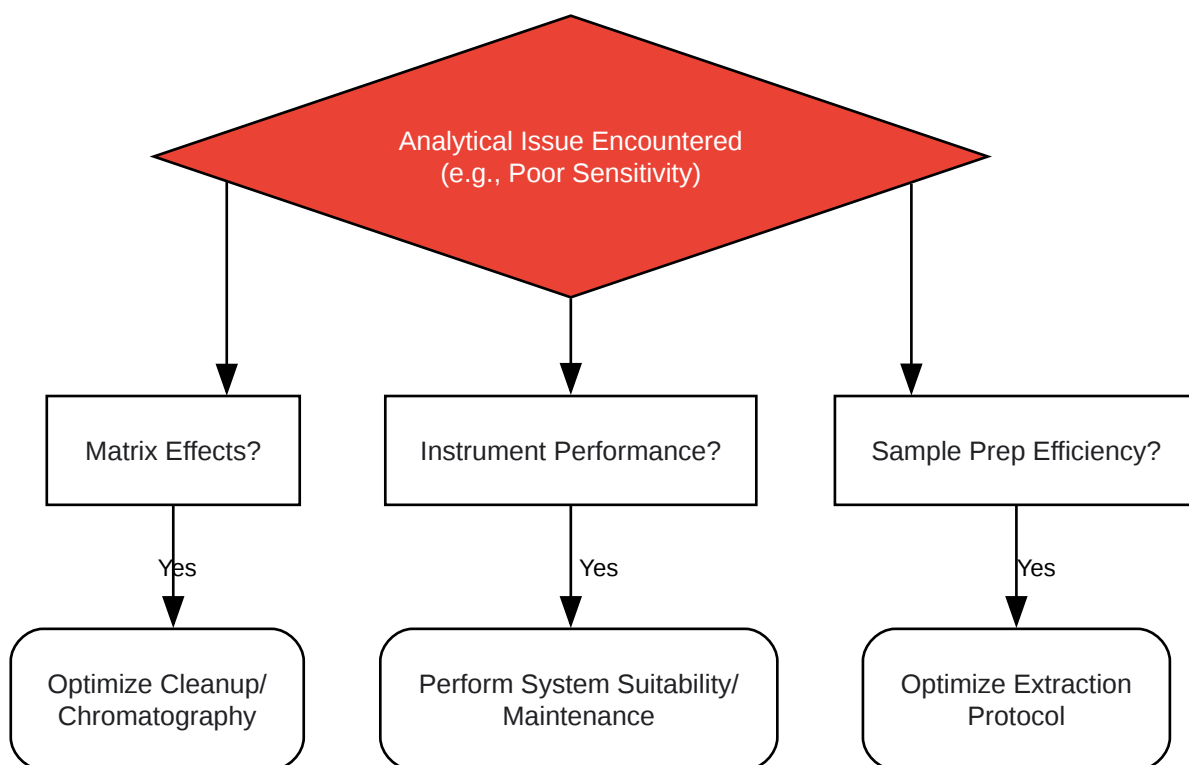 Analytical Issue Encountered
(e.g., Poor Sensitivity)
Matrix Effects?
Instrument Performance?
Sample Prep Efficiency?
Yes
Yes
Yes
Optimize Cleanup/
Chromatography
Perform System Suitability/
Maintenance
Optimize Extraction
Protocol